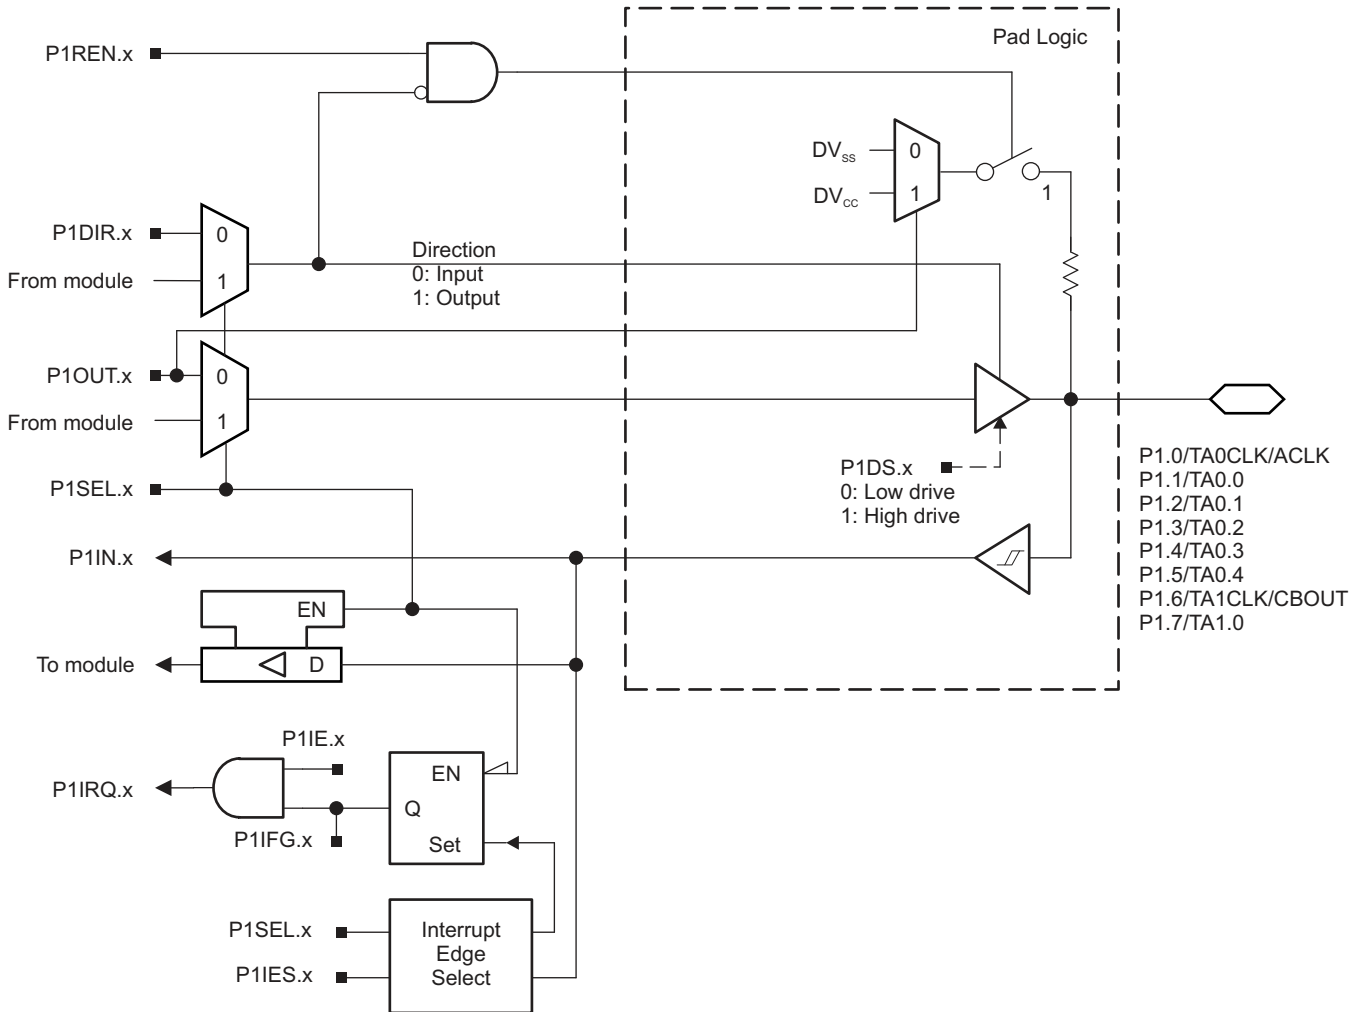 Pad Logic
P1REN.x
DVSS
0
DVCC
1
1
P1DIR.x
0
From module
1
Direction
0: Input
1: Output
P1OUT.x
0
From module
1
P1SEL.x
P1DS.x
0: Low drive
1: High drive
P1.0/TA0CLK/ACLK
P1.1/TA0.0
P1.2/TA0.1
P1.3/TA0.2
P1.4/TA0.3
P1.5/TA0.4
P1.6/TA1CLK/CBOUT
P1.7/TA1.0
P1IN.x
EN
To module
D
P1IE.x
P1IRQ.x
EN
Q
P1IFG.x
Set
P1SEL.x
P1IES.x
Interrupt
Edge
Select